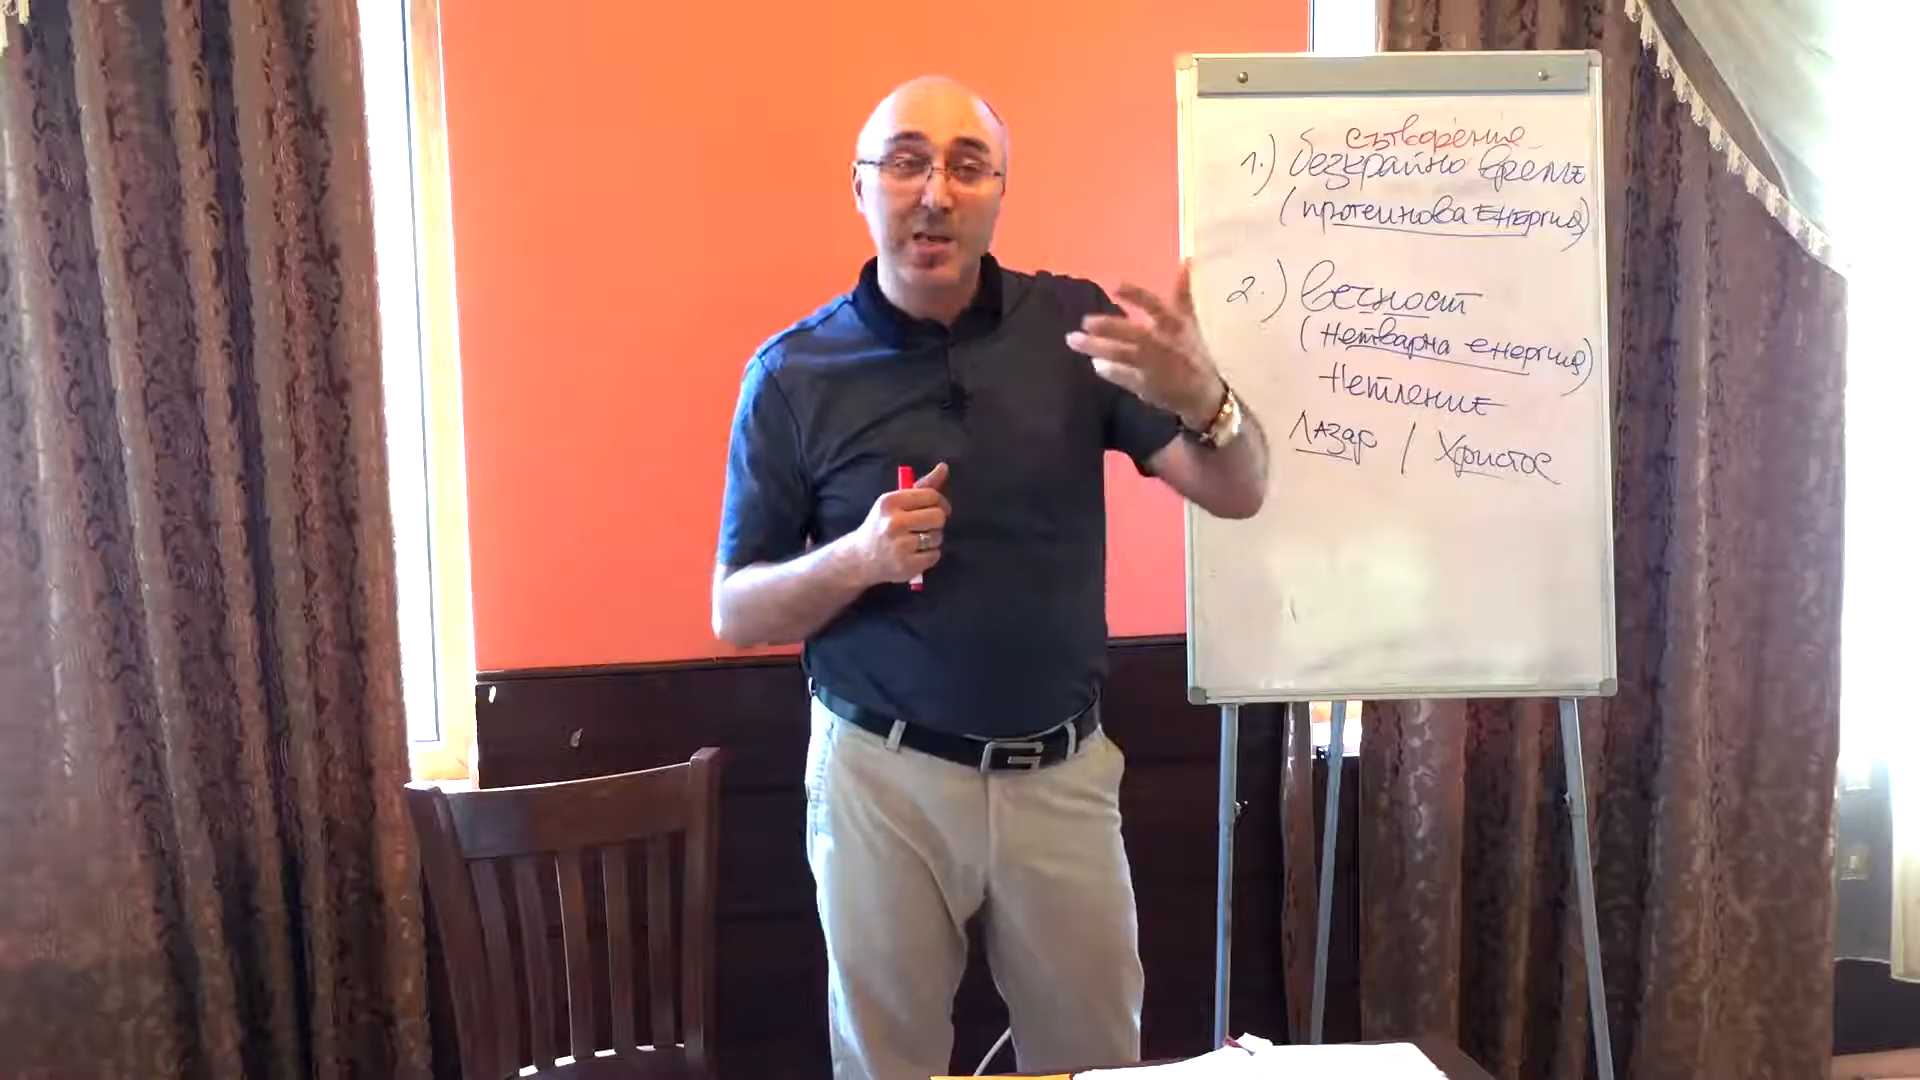 сътворение
1.) безкрайно време
(протеинова енергия)
2.) вечност
(нетварна енергия)
нетление
Лазар / Христос